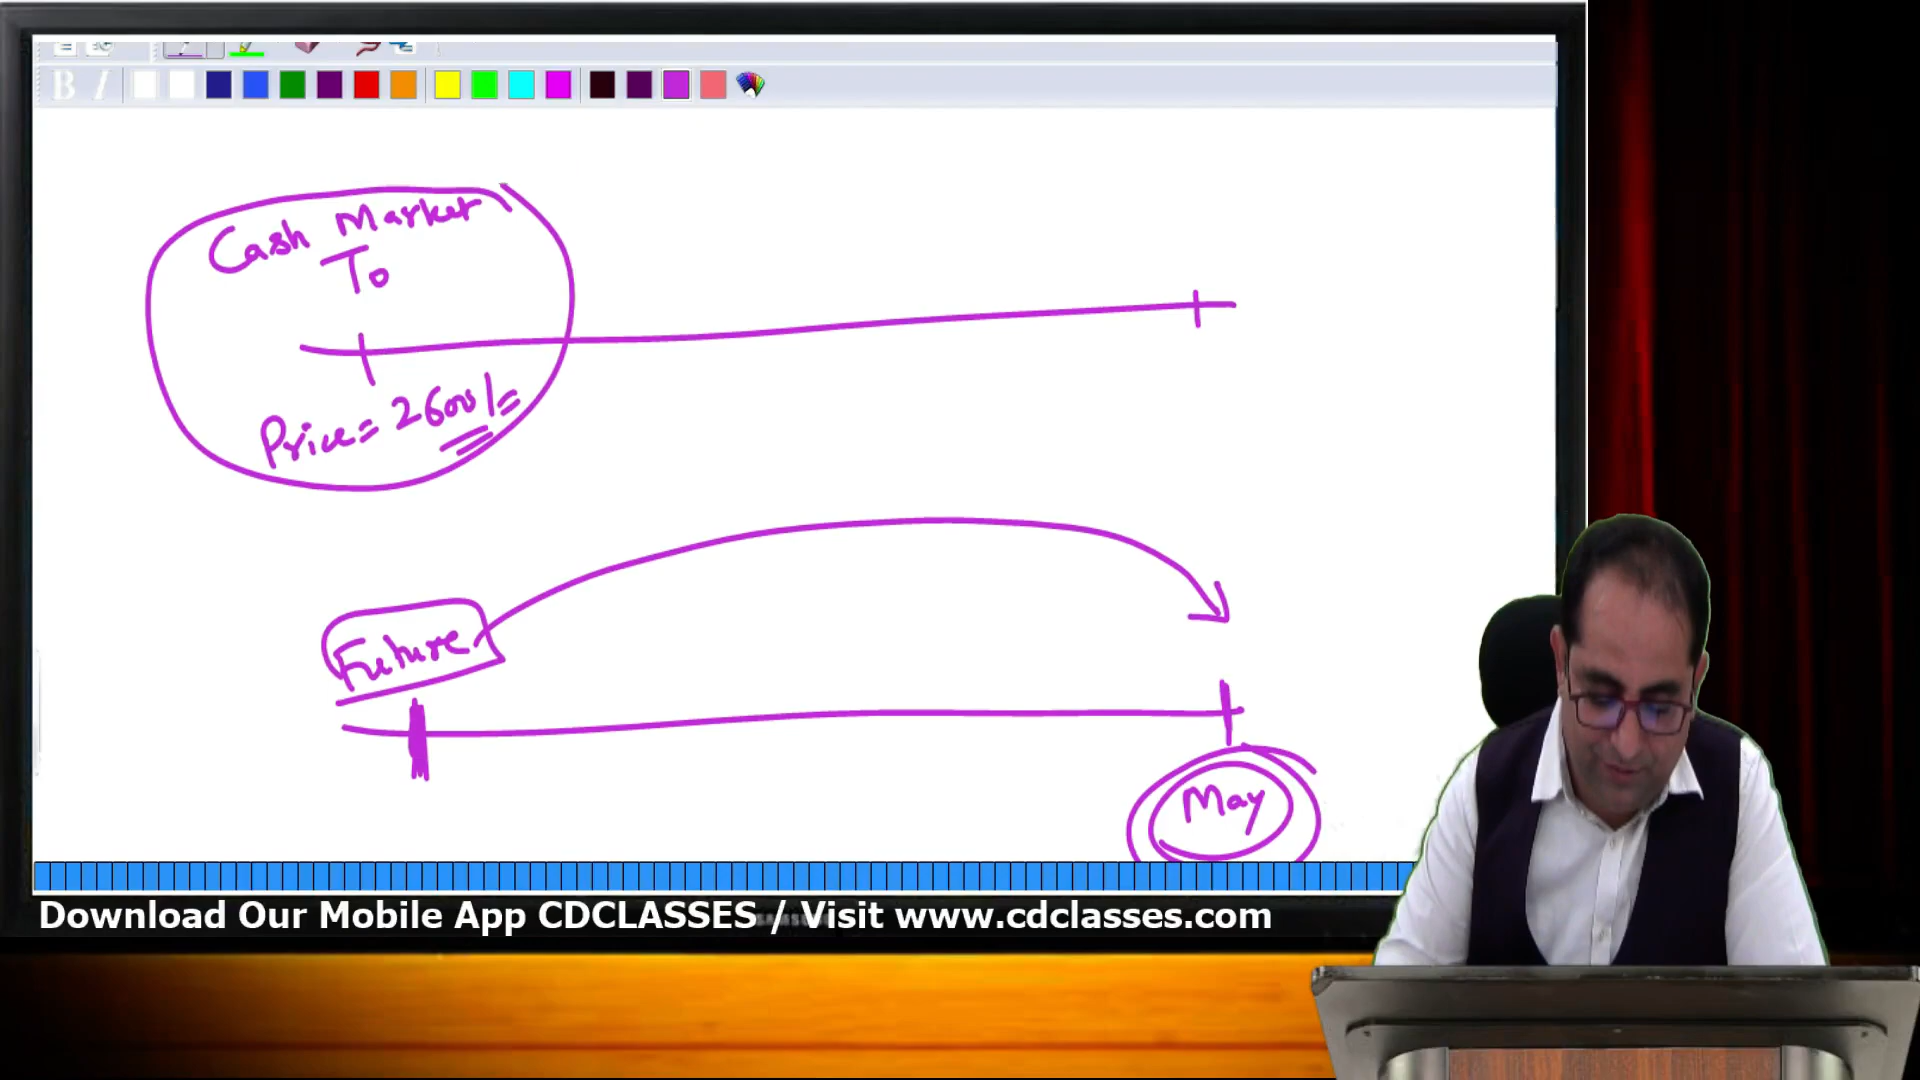 B I
Cash Market
To
Price = 2600/=
Future
May
Download Our Mobile App CDCLASSES / Visit www.cdclasses.com